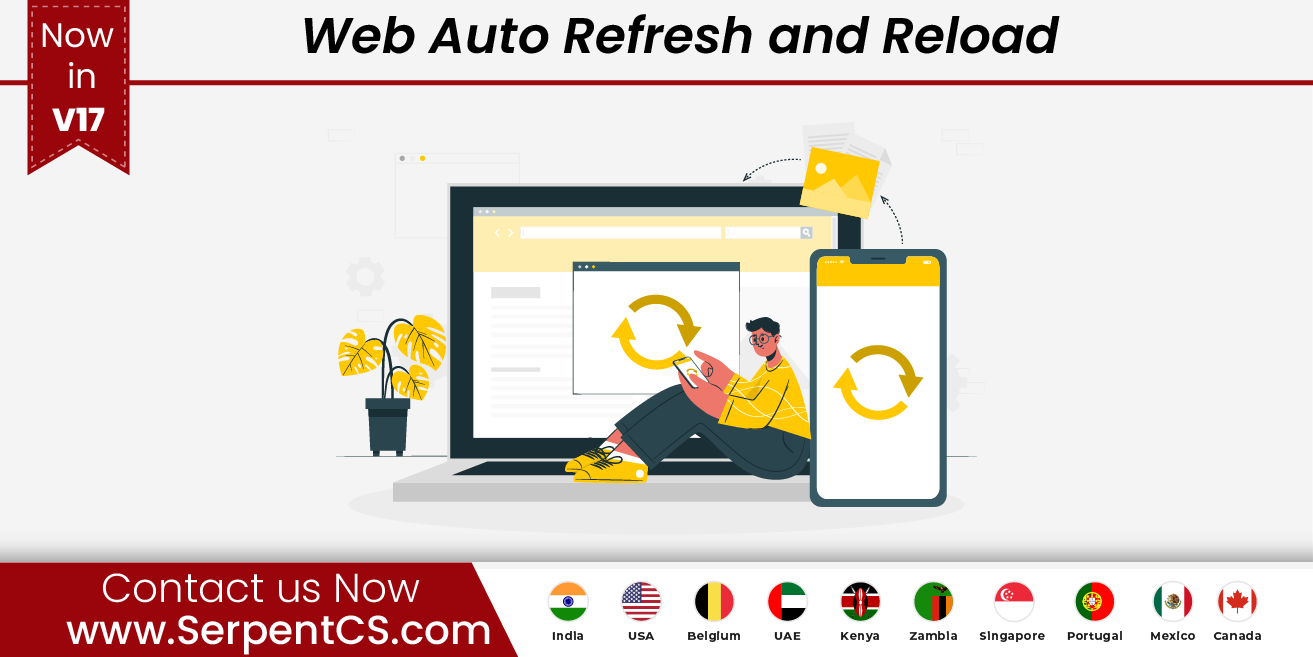 Now
in
V17
Web Auto Refresh and Reload
Contact us Now
www.SerpentCS.com
India
USA
Belgium
UAE
Kenya
Zambia
Singapore
Portugal
Mexico
Canada